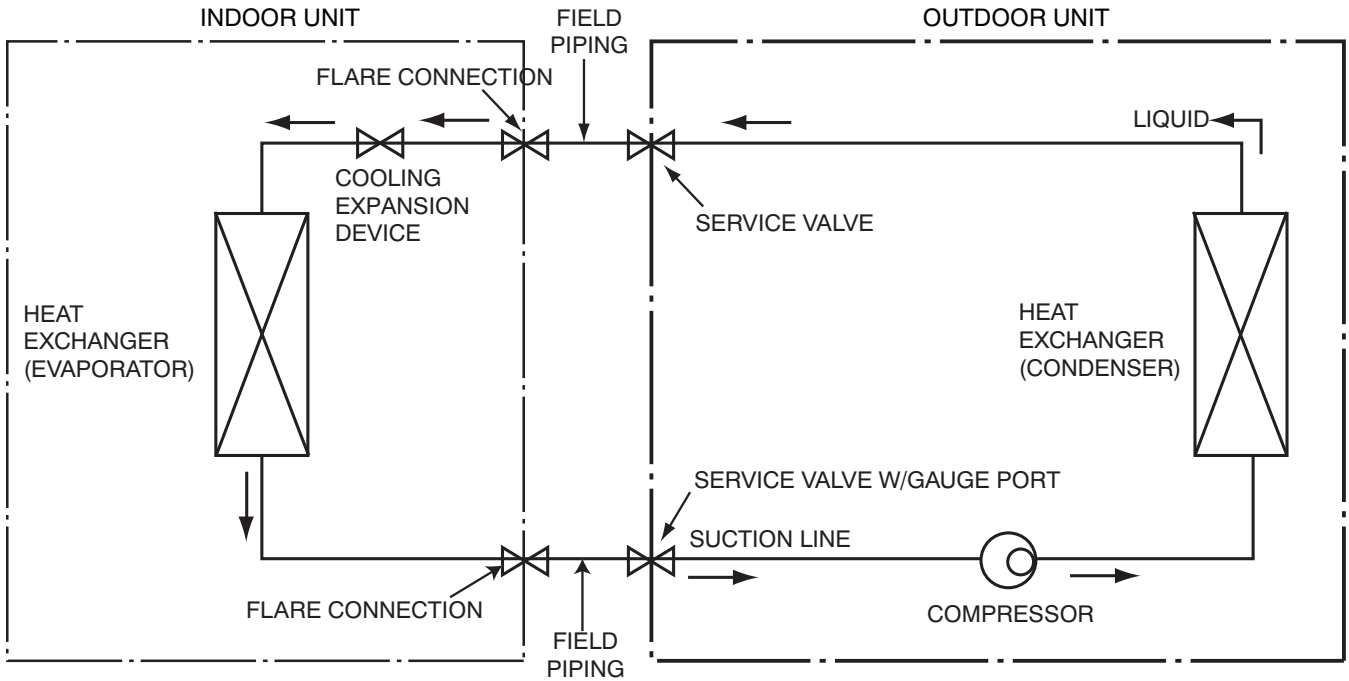 INDOOR UNIT
FIELD
PIPING
OUTDOOR UNIT
FLARE CONNECTION
LIQUID
COOLING
EXPANSION
DEVICE
SERVICE VALVE
HEAT
EXCHANGER
(EVAPORATOR)
HEAT
EXCHANGER
(CONDENSER)
SERVICE VALVE W/GAUGE PORT
SUCTION LINE
FLARE CONNECTION
COMPRESSOR
FIELD
PIPING